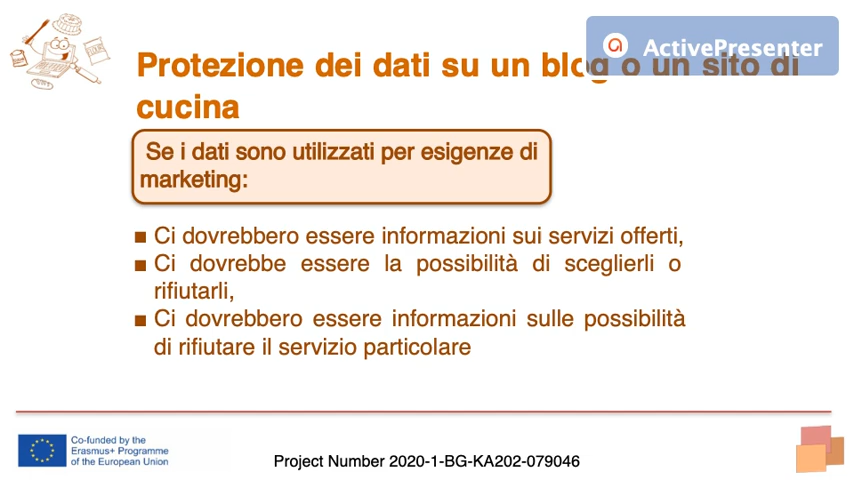 ActivePresenter
Protezione dei dati su un blog o un sito di
cucina
Se i dati sono utilizzati per esigenze di
marketing:
Ci dovrebbero essere informazioni sui servizi offerti,
Ci dovrebbe essere la possibilità di sceglierli o
rifiutarli,
Ci dovrebbero essere informazioni sulle possibilità
di rifiutare il servizio particolare
Co-funded by the
Erasmus+ Programme
of the European Union
Project Number 2020-1-BG-KA202-079046